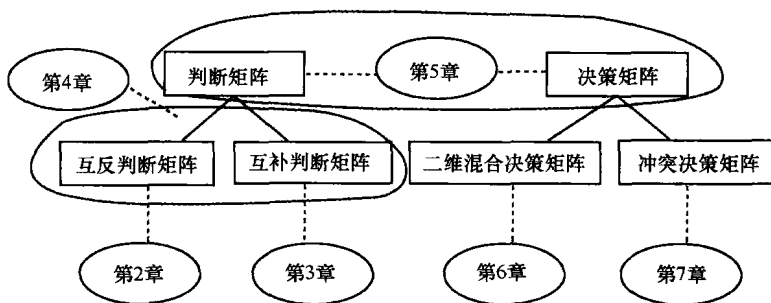 第4章
判断矩阵
第5章
决策矩阵
互反判断矩阵
互补判断矩阵
二维混合决策矩阵
冲突决策矩阵
第2章
第3章
第6章
第7章